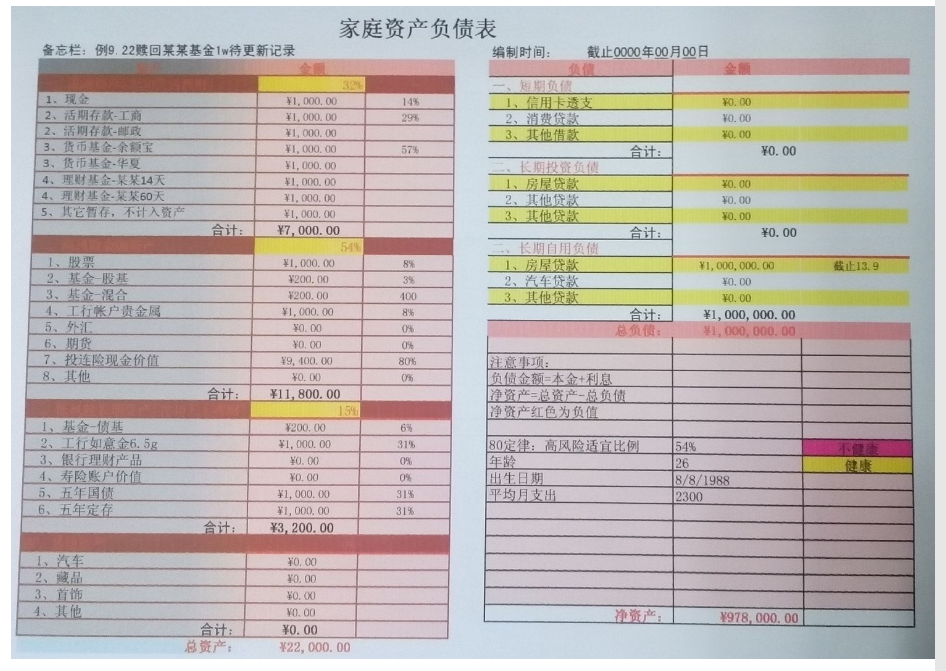 家庭资产负债表
备忘栏：例9.22赎回某某基金1w待更新记录
编制时间： 截止0000年00月00日
金额
32%
1、现金 ¥1,000.00 14%
2、活期存款-工商 ¥1,000.00 29%
2、活期存款-邮政 ¥1,000.00
3、货币基金-余额宝 ¥1,000.00 57%
3、货币基金-华夏 ¥1,000.00
4、理财基金-某某14天 ¥1,000.00
4、理财基金-某某60天 ¥1,000.00
5、其它暂存，不计入资产 ¥1,000.00
合计： ¥7,000.00
54%
1、股票 ¥1,000.00 8%
2、基金-股基 ¥200.00 3%
3、基金-混合 ¥200.00 400
4、工行帐户贵金属 ¥1,000.00 8%
5、外汇 ¥0.00 0%
6、期货 ¥0.00 0%
7、投连险现金价值 ¥9,400.00 80%
8、其他 ¥0.00 0%
合计： ¥11,800.00
15%
1、基金-债基 ¥200.00 6%
2、工行如意金6.5g ¥1,000.00 31%
3、银行理财产品 ¥0.00 0%
4、寿险账户价值 ¥0.00 0%
5、五年国债 ¥1,000.00 31%
6、五年定存 ¥1,000.00 31%
合计： ¥3,200.00
1、汽车 ¥0.00
2、藏品 ¥0.00
3、首饰 ¥0.00
4、其他 ¥0.00
合计： ¥0.00
总资产： ¥22,000.00
负债 金额
一、短期负债
1、信用卡透支 ¥0.00
2、消费贷款 ¥0.00
3、其他借款 ¥0.00
合计： ¥0.00
二、长期投资负债
1、房屋贷款 ¥0.00
2、其他贷款 ¥0.00
3、其他贷款 ¥0.00
合计： ¥0.00
二、长期自用负债
1、房屋贷款 ¥1,000,000.00 截止13.9
2、汽车贷款 ¥0.00
3、其他贷款 ¥0.00
合计： ¥1,000,000.00
总负债： ¥1,000,000.00
注意事项：
负债金额=本金+利息
净资产=总资产-总负债
净资产红色为负值
80定律：高风险适宜比例 54% 不健康
年龄 26 健康
出生日期 8/8/1988
平均月支出 2300
净资产： ¥978,000.00